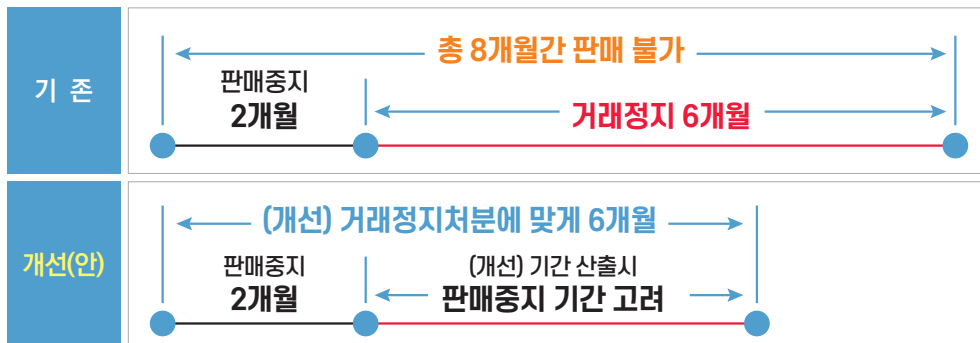 기 존
총 8개월간 판매 불가
판매중지
2개월
거래정지 6개월
개선(안)
(개선) 거래정지처분에 맞게 6개월
판매중지
2개월
(개선) 기간 산출시
판매중지 기간 고려